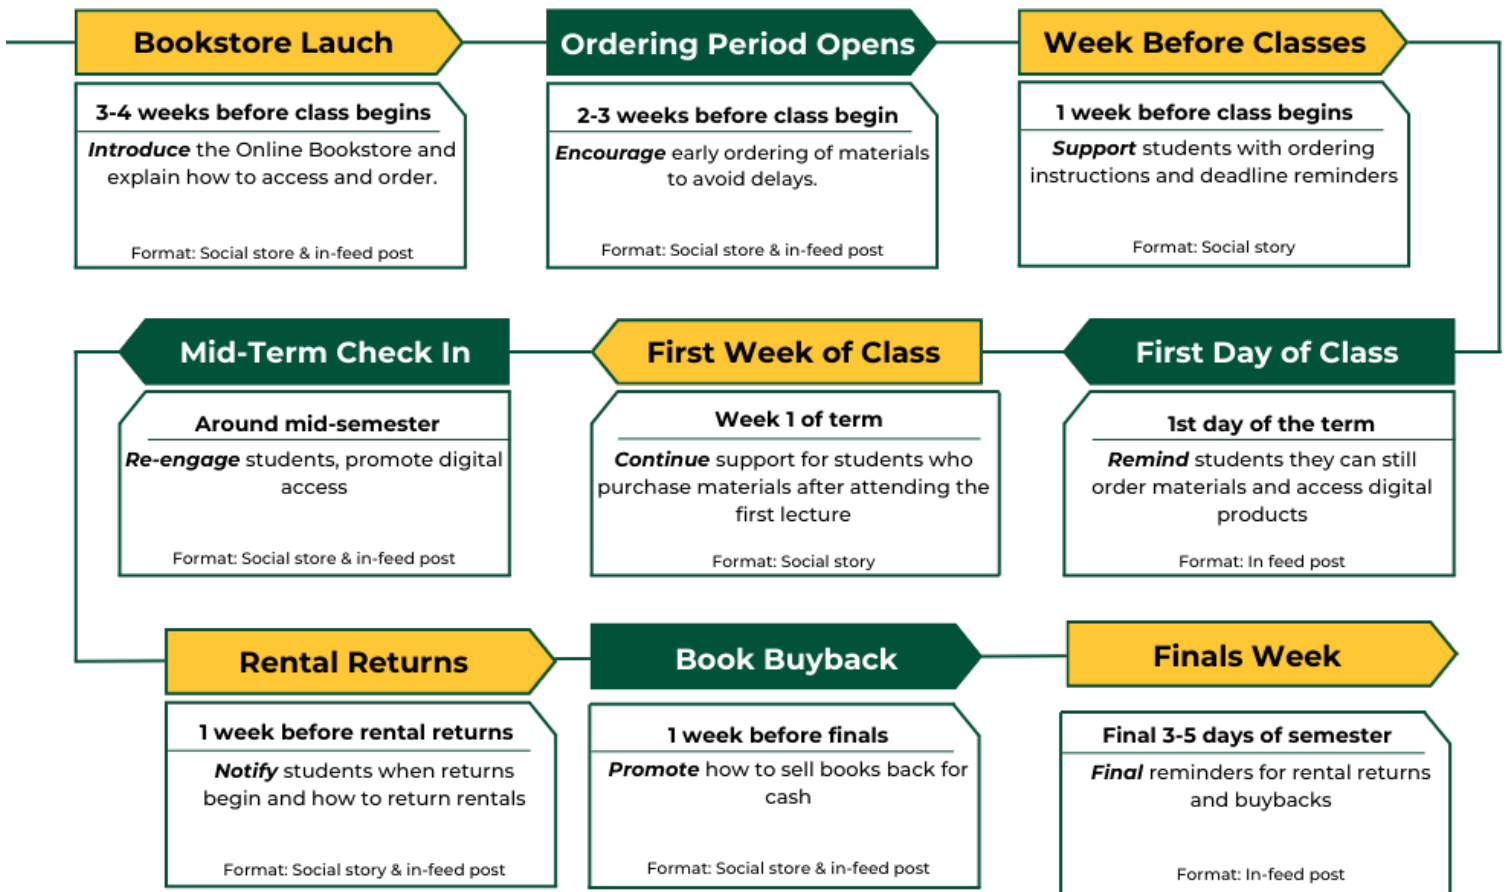 Bookstore Lauch
3-4 weeks before class begins
Introduce the Online Bookstore and
explain how to access and order.
Format: Social store & in-feed post
Ordering Period Opens
2-3 weeks before class begin
Encourage early ordering of materials
to avoid delays.
Format: Social store & in-feed post
Week Before Classes
1 week before class begins
Support students with ordering
instructions and deadline reminders
Format: Social story
First Day of Class
1st day of the term
Remind students they can still
order materials and access digital
products
Format: In feed post
First Week of Class
Week 1 of term
Continue support for students who
purchase materials after attending the
first lecture
Format: Social story
Mid-Term Check In
Around mid-semester
Re-engage students, promote digital
access
Format: Social store & in-feed post
Rental Returns
1 week before rental returns
Notify students when returns
begin and how to return rentals
Format: Social story & in-feed post
Book Buyback
1 week before finals
Promote how to sell books back for
cash
Format: Social store & in-feed post
Finals Week
Final 3-5 days of semester
Final reminders for rental returns
and buybacks
Format: In-feed post